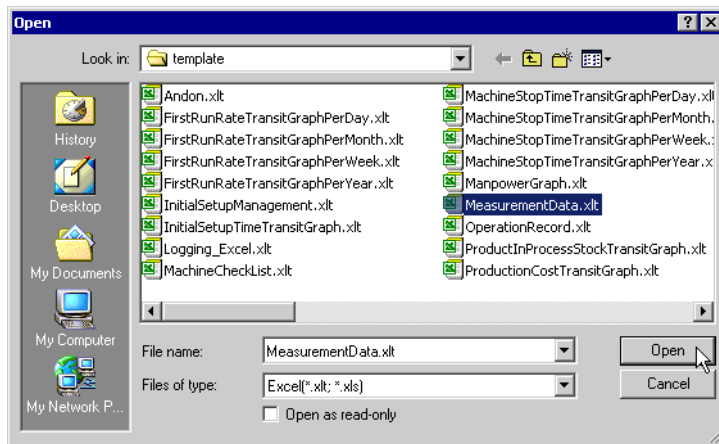 Open
Look in: template
History
Desktop
My Documents
My Computer
My Network P...
Andon.xlt
FirstRunRateTransitGraphPerDay.xlt
FirstRunRateTransitGraphPerMonth.xlt
FirstRunRateTransitGraphPerWeek.xlt
FirstRunRateTransitGraphPerYear.xlt
InitialSetupManagement.xlt
InitialSetupTimeTransitGraph.xlt
Logging_Excel.xlt
MachineCheckList.xlt
MachineStopTimeTransitGraphPerDay.xlt
MachineStopTimeTransitGraphPerMonth.
MachineStopTimeTransitGraphPerWeek.
MachineStopTimeTransitGraphPerYear.x
ManpowerGraph.xlt
MeasurementData.xlt
OperationRecord.xlt
ProductInProcessStockTransitGraph.xlt
ProductionCostTransitGraph.xlt
File name: MeasurementData.xlt Open
Files of type: Excel(*.xlt; *.xls) Cancel
Open as read-only